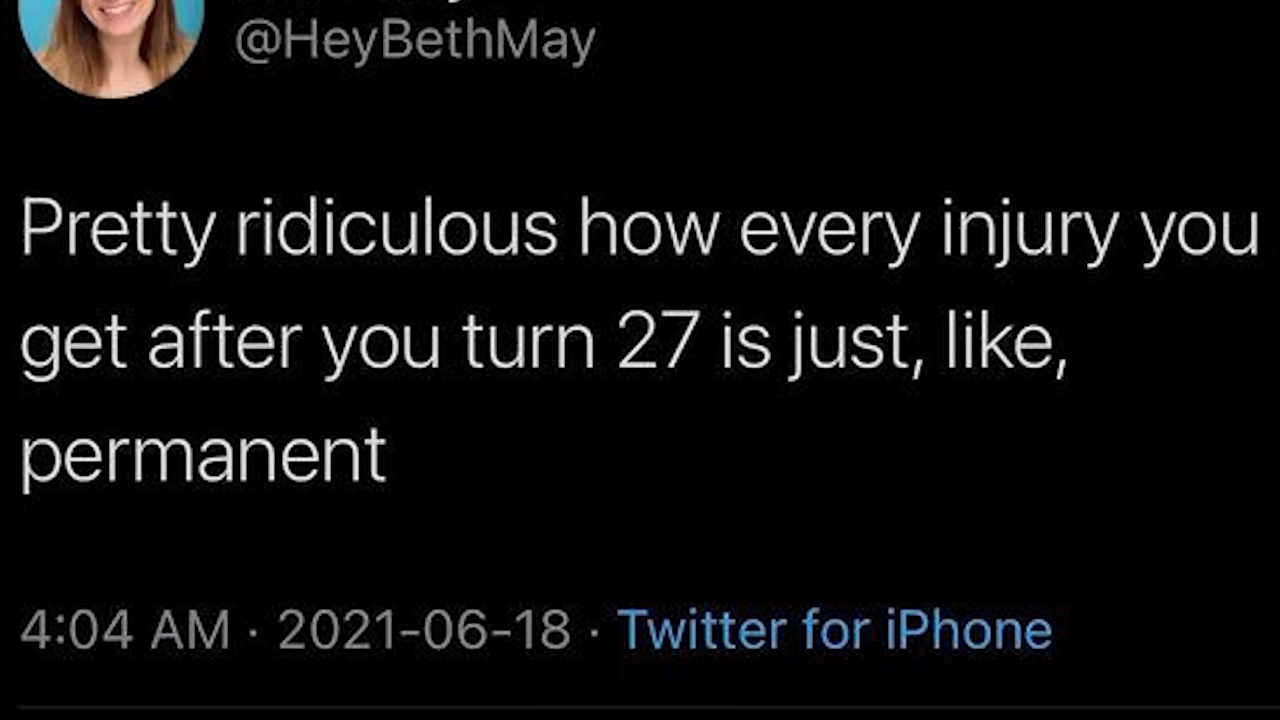 @HeyBethMay
Pretty ridiculous how every injury you
get after you turn 27 is just, like,
permanent
4:04 AM · 2021-06-18 · Twitter for iPhone